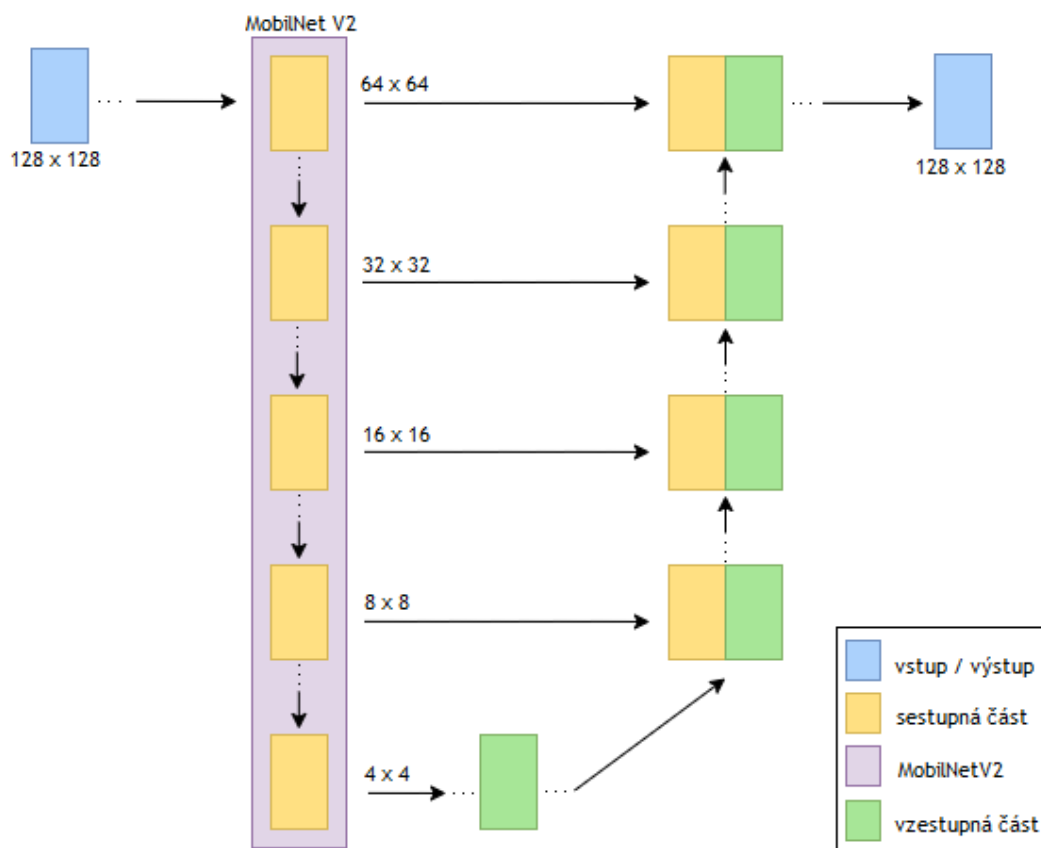 MobilNet V2
64 x 64
128 x 128
128 x 128
32 x 32
16 x 16
8 x 8
4 x 4
vstup / výstup
sestupná část
MobilNetV2
vzestupná část